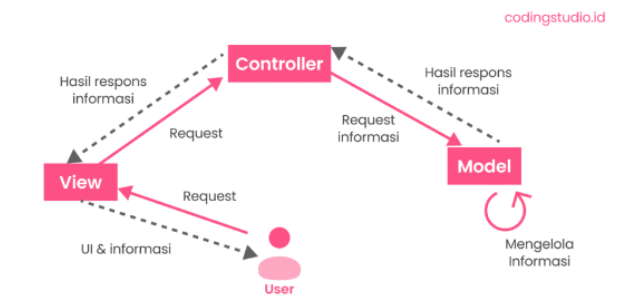 codingstudio.id
Controller
Hasil respons
informasi
Hasil respons
informasi
Request
Request
informasi
View
Model
Request
UI & informasi
Mengelola
Informasi
User